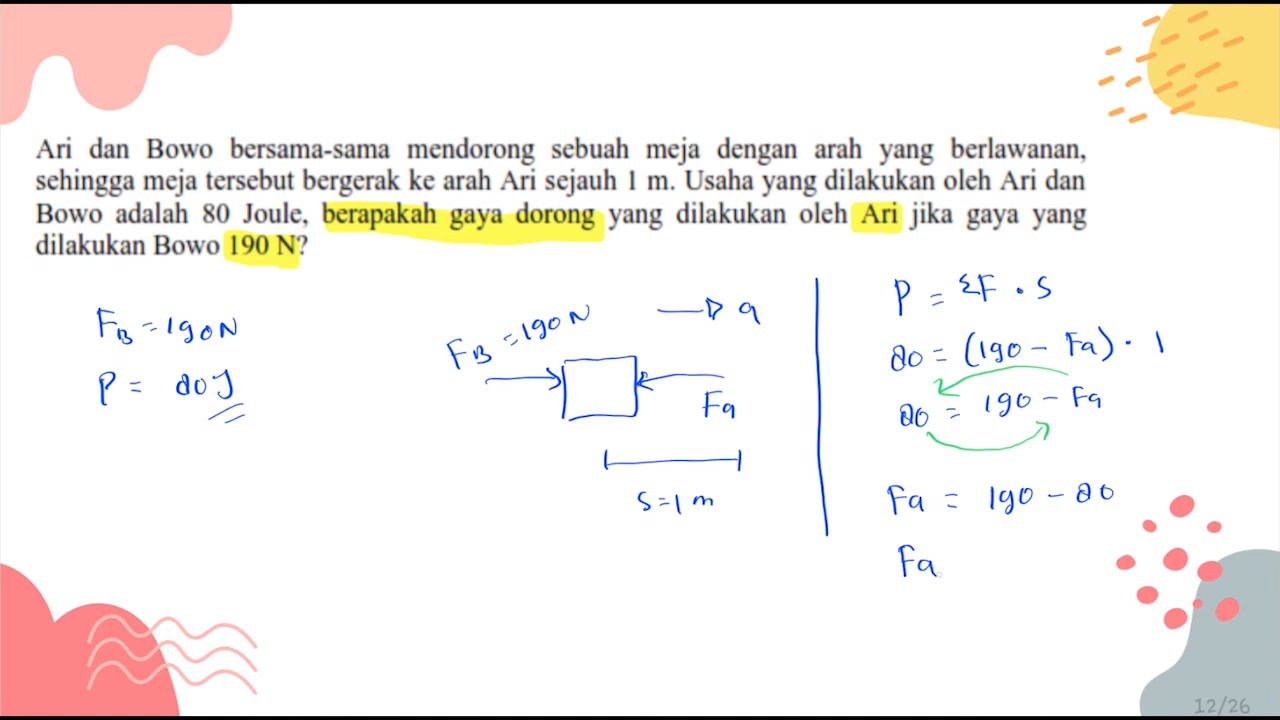 Ari dan Bowo bersama-sama mendorong sebuah meja dengan arah yang berlawanan,
sehingga meja tersebut bergerak ke arah Ari sejauh 1 m. Usaha yang dilakukan oleh Ari dan
Bowo adalah 80 Joule, berapakah gaya dorong yang dilakukan oleh Ari jika gaya yang
dilakukan Bowo 190 N?
FB = 190 N
P = 80 J
FB = 190 N
a
Fa
S = 1 m
P = ΣF . S
80 = (190 - Fa) . 1
80 = 190 - Fa
Fa = 190 - 80
Fa
12/26